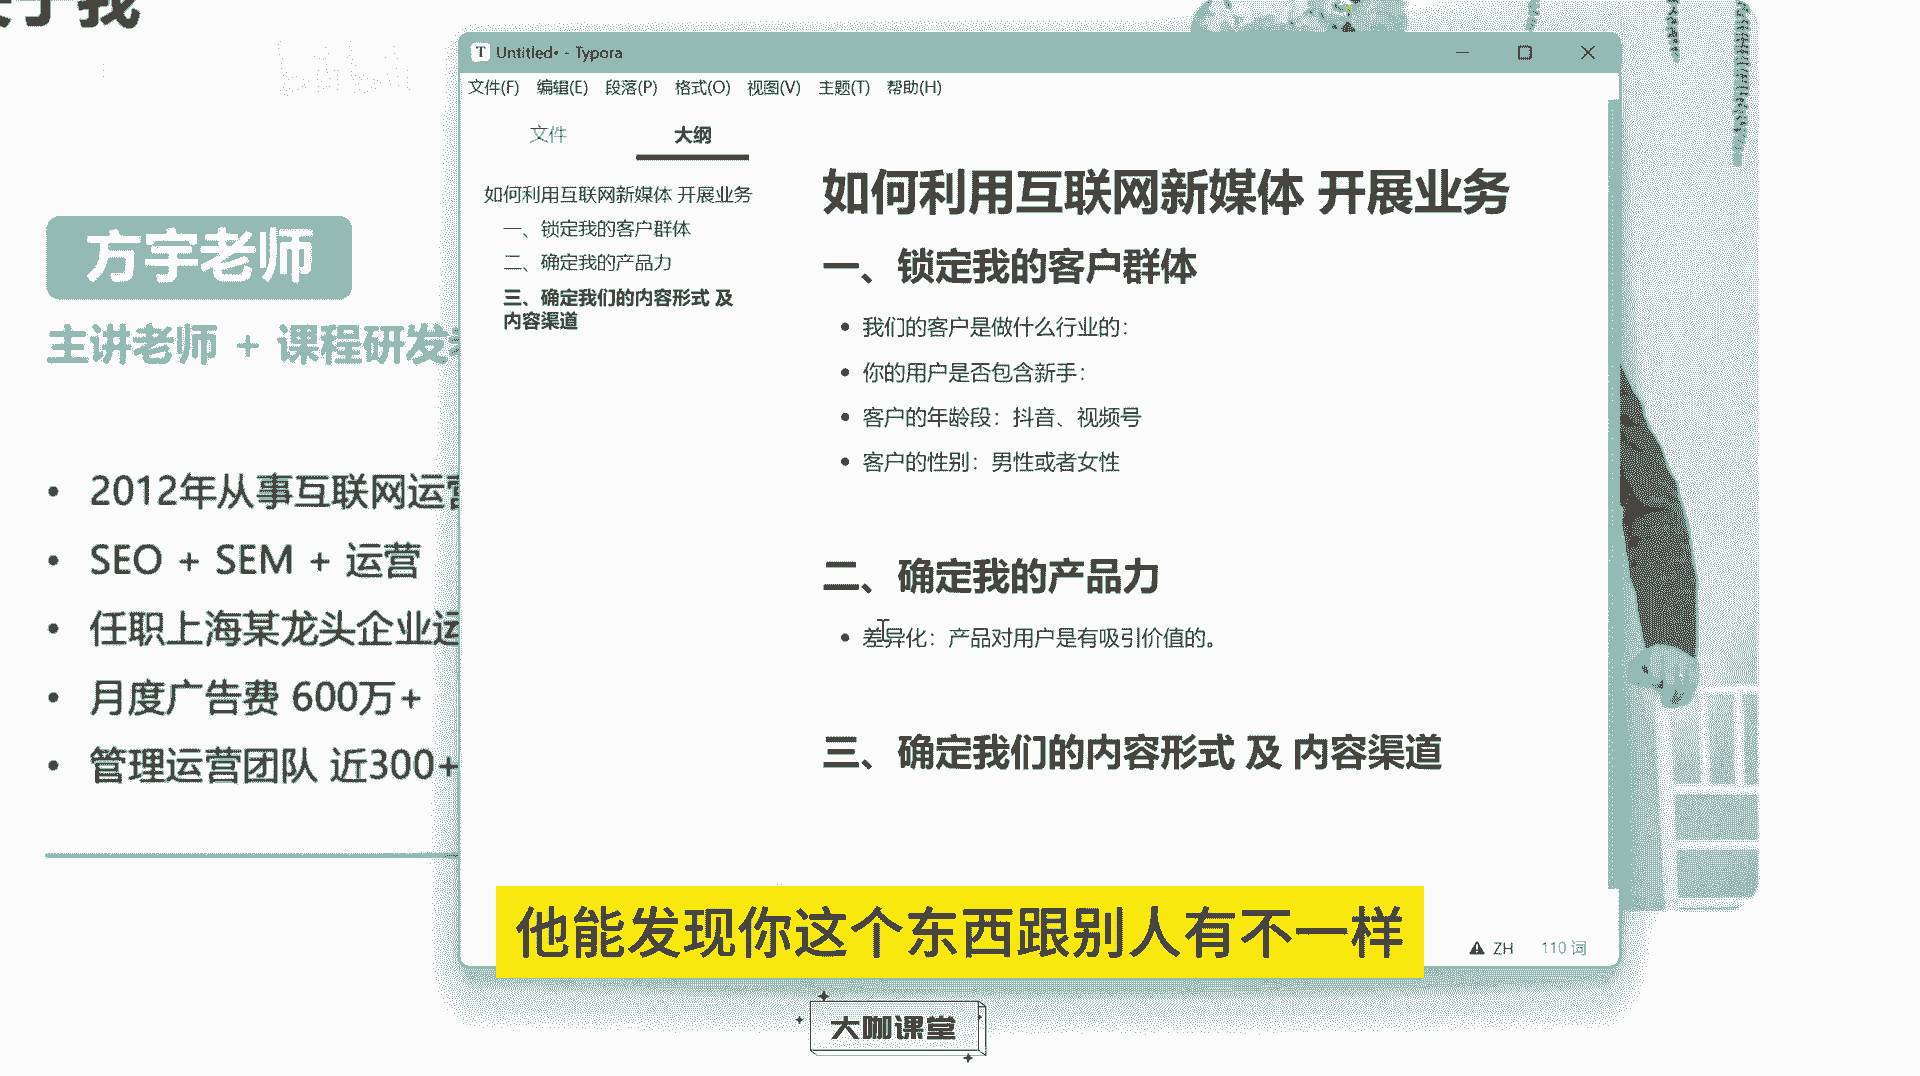 于我
方宇老师
主讲老师 + 课程研发
2012年从事互联网运营
SEO + SEM + 运营
任职上海某龙头企业运
月度广告费 600万+
管理运营团队 近300+
T Untitled• - Typora
文件(F) 编辑(E) 段落(P) 格式(O) 视图(V) 主题(T) 帮助(H)
文件 大纲
如何利用互联网新媒体 开展业务
一、锁定我的客户群体
二、确定我的产品力
三、确定我们的内容形式 及
内容渠道
如何利用互联网新媒体 开展业务
一、锁定我的客户群体
我们的客户是做什么行业的：
你的用户是否包含新手：
客户的年龄段：抖音、视频号
客户的性别：男性或者女性
二、确定我的产品力
差异化：产品对用户是有吸引价值的。
三、确定我们的内容形式 及 内容渠道
他能发现你这个东西跟别人有不一样
ZH 110 词
大咖课堂